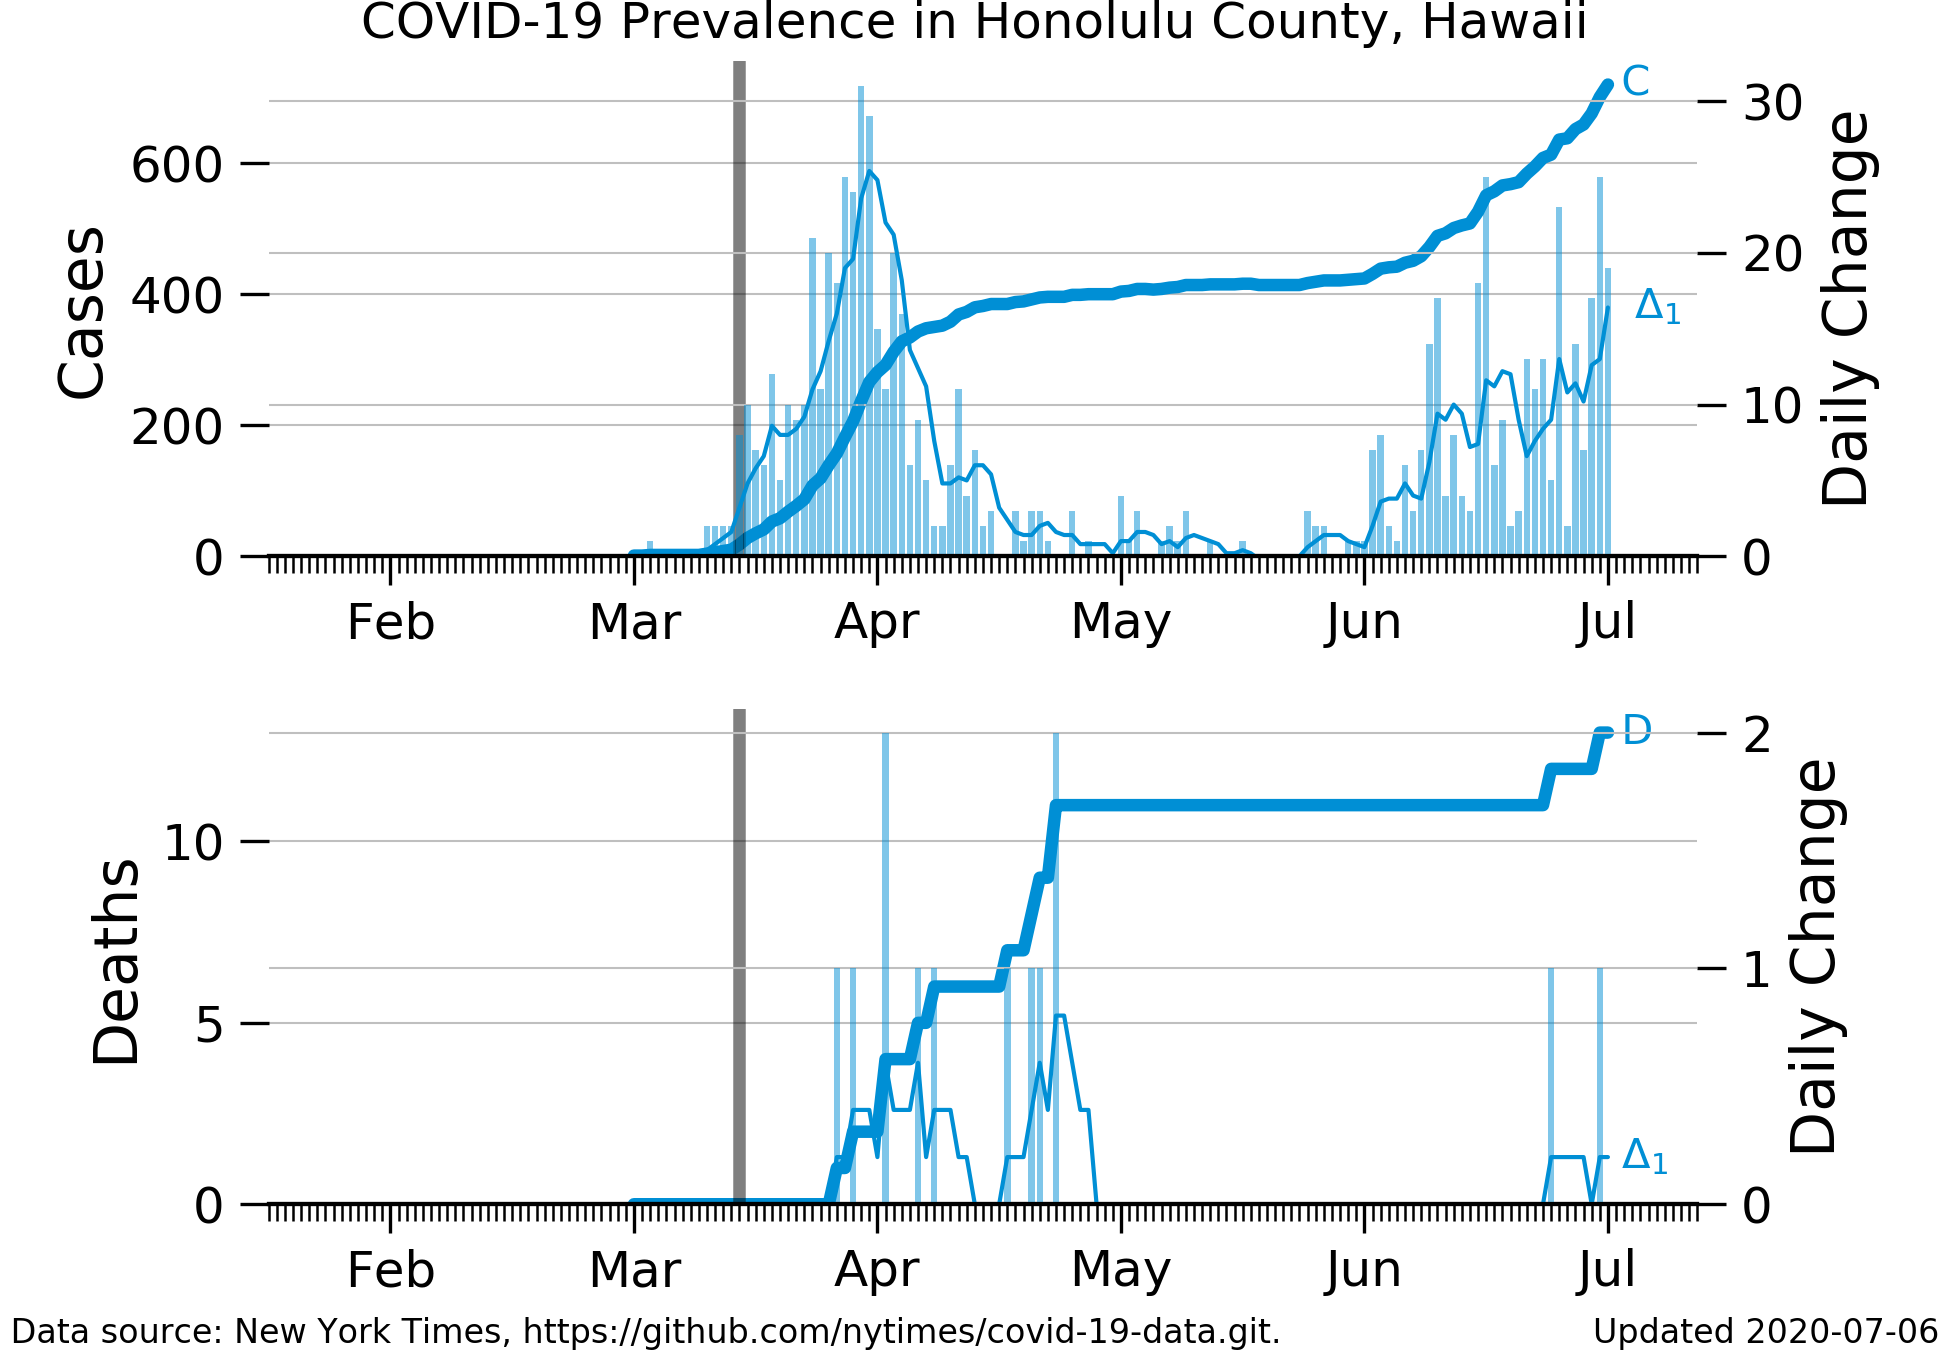 COVID-19 Prevalence in Honolulu County, Hawaii
Cases
600
400
200
0
30
20
10
0
Daily Change
C
Δ1
Feb Mar Apr May Jun Jul
Deaths
10
5
0
2
1
0
Daily Change
D
Δ1
Feb Mar Apr May Jun Jul
Data source: New York Times, https://github.com/nytimes/covid-19-data.git. Updated 2020-07-06